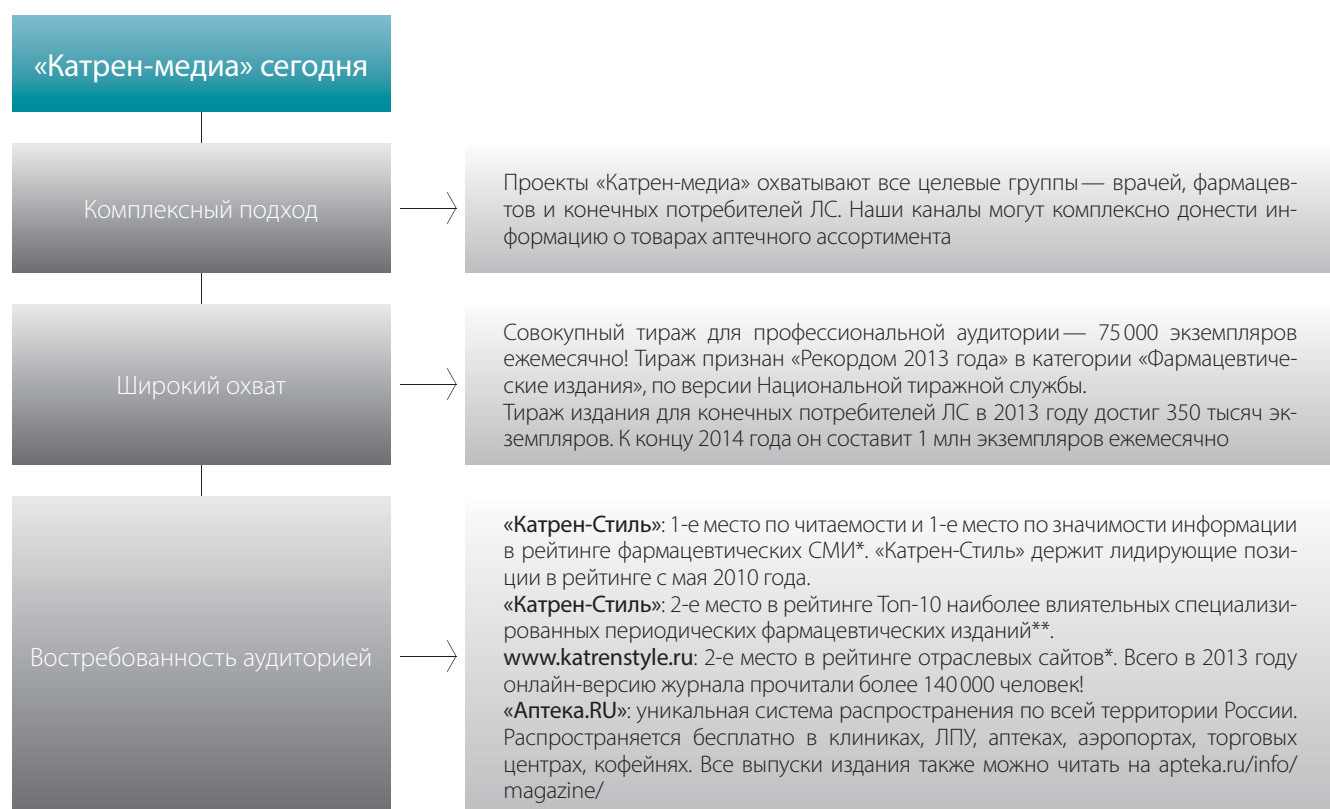 «Катрен-медиа» сегодня
Комплексный подход
Проекты «Катрен-медиа» охватывают все целевые группы — врачей, фармацев-
тов и конечных потребителей ЛС. Наши каналы могут комплексно донести ин-
формацию о товарах аптечного ассортимента
Широкий охват
Совокупный тираж для профессиональной аудитории — 75 000 экземпляров
ежемесячно! Тираж признан «Рекордом 2013 года» в категории «Фармацевтиче-
ские издания», по версии Национальной тиражной службы.
Тираж издания для конечных потребителей ЛС в 2013 году достиг 350 тысяч эк-
земпляров. К концу 2014 года он составит 1 млн экземпляров ежемесячно
Востребованность аудиторией
«Катрен-Стиль»: 1-е место по читаемости и 1-е место по значимости информации
в рейтинге фармацевтических СМИ*. «Катрен-Стиль» держит лидирующие пози-
ции в рейтинге с мая 2010 года.
«Катрен-Стиль»: 2-е место в рейтинге Топ-10 наиболее влиятельных специализи-
рованных периодических фармацевтических изданий**.
www.katrenstyle.ru: 2-е место в рейтинге отраслевых сайтов*. Всего в 2013 году
онлайн-версию журнала прочитали более 140 000 человек!
«Аптека.RU»: уникальная система распространения по всей территории России.
Распространяется бесплатно в клиниках, ЛПУ, аптеках, аэропортах, торговых
центрах, кофейнях. Все выпуски издания также можно читать на apteka.ru/info/
magazine/